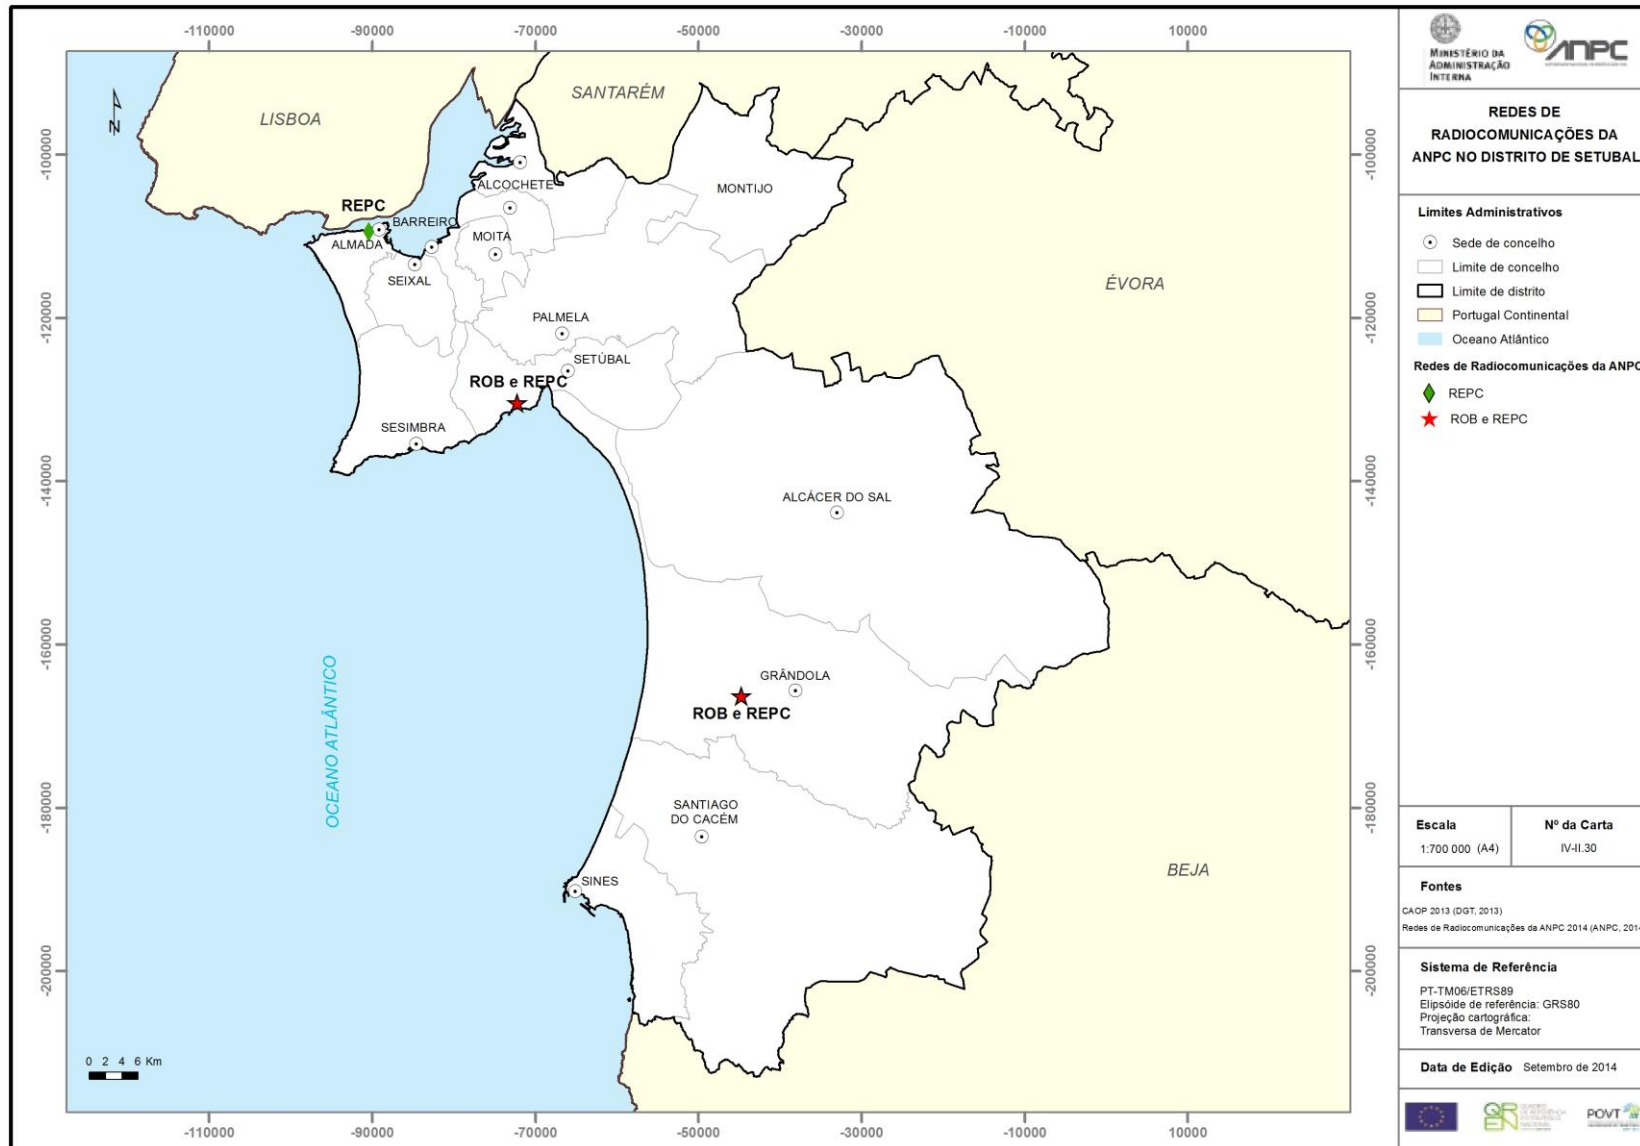 -110000
-90000
-70000
-50000
-30000
-10000
10000
MINISTÉRIO DA
ADMINISTRAÇÃO
INTERNA
ANPC
REDES DE
RADIOCOMUNICAÇÕES DA
ANPC NO DISTRITO DE SETUBAL
Limites Administrativos
Sede de concelho
Limite de concelho
Limite de distrito
Portugal Continental
Oceano Atlântico
Redes de Radiocomunicações da ANPC
REPC
ROB e REPC
Escala
1:700 000 (A4)
Nº da Carta
IV-II.30
Fontes
CAOP 2013 (DGT, 2013)
Redes de Radiocomunicações da ANPC 2014 (ANPC, 2014
Sistema de Referência
PT-TM06/ETRS89
Elipsóide de referência: GRS80
Projeção cartográfica:
Transversa de Mercator
Data de Edição Setembro de 2014
QREN
POVT
N
LISBOA
SANTARÉM
ÉVORA
BEJA
OCEANO ATLÂNTICO
ALCOCHETE
MONTIJO
REPC
BARREIRO
ALMADA
MOITA
SEIXAL
PALMELA
SETÚBAL
ROB e REPC
SESIMBRA
ALCÁCER DO SAL
GRÂNDOLA
ROB e REPC
SANTIAGO
DO CACÉM
SINES
0 2 4 6 Km
-100000
-120000
-140000
-160000
-180000
-200000
-100000
-120000
-140000
-160000
-180000
-200000
-110000
-90000
-70000
-50000
-30000
-10000
10000